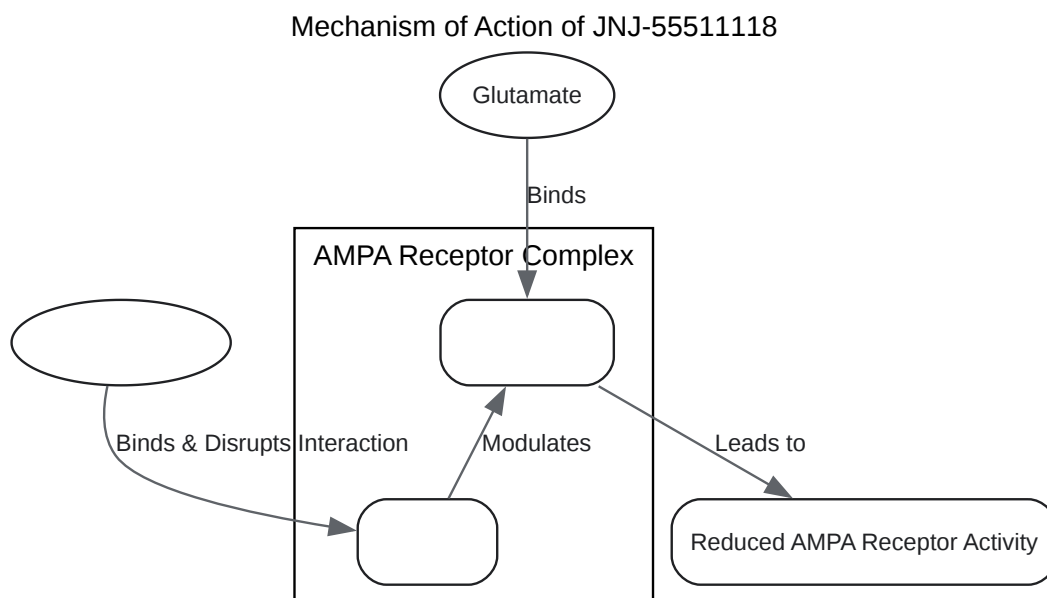 Mechanism of Action of JNJ-55511118
Glutamate
Binds
AMPA Receptor Complex
Binds & Disrupts Interaction
Modulates
Leads to
Reduced AMPA Receptor Activity